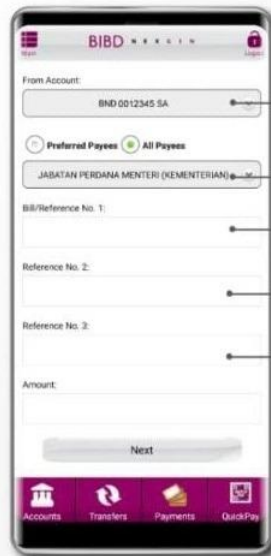 BIBD NEXGEN
Main
Logout
From Account:
BND 0012345 SA
Preferred Payees All Payees
JABATAN PERDANA MENTERI (KEMENTERIAN)
Bill/Reference No. 1:
Reference No. 2:
Reference No. 3:
Amount:
Next
Accounts Transfers Payments QuickPay